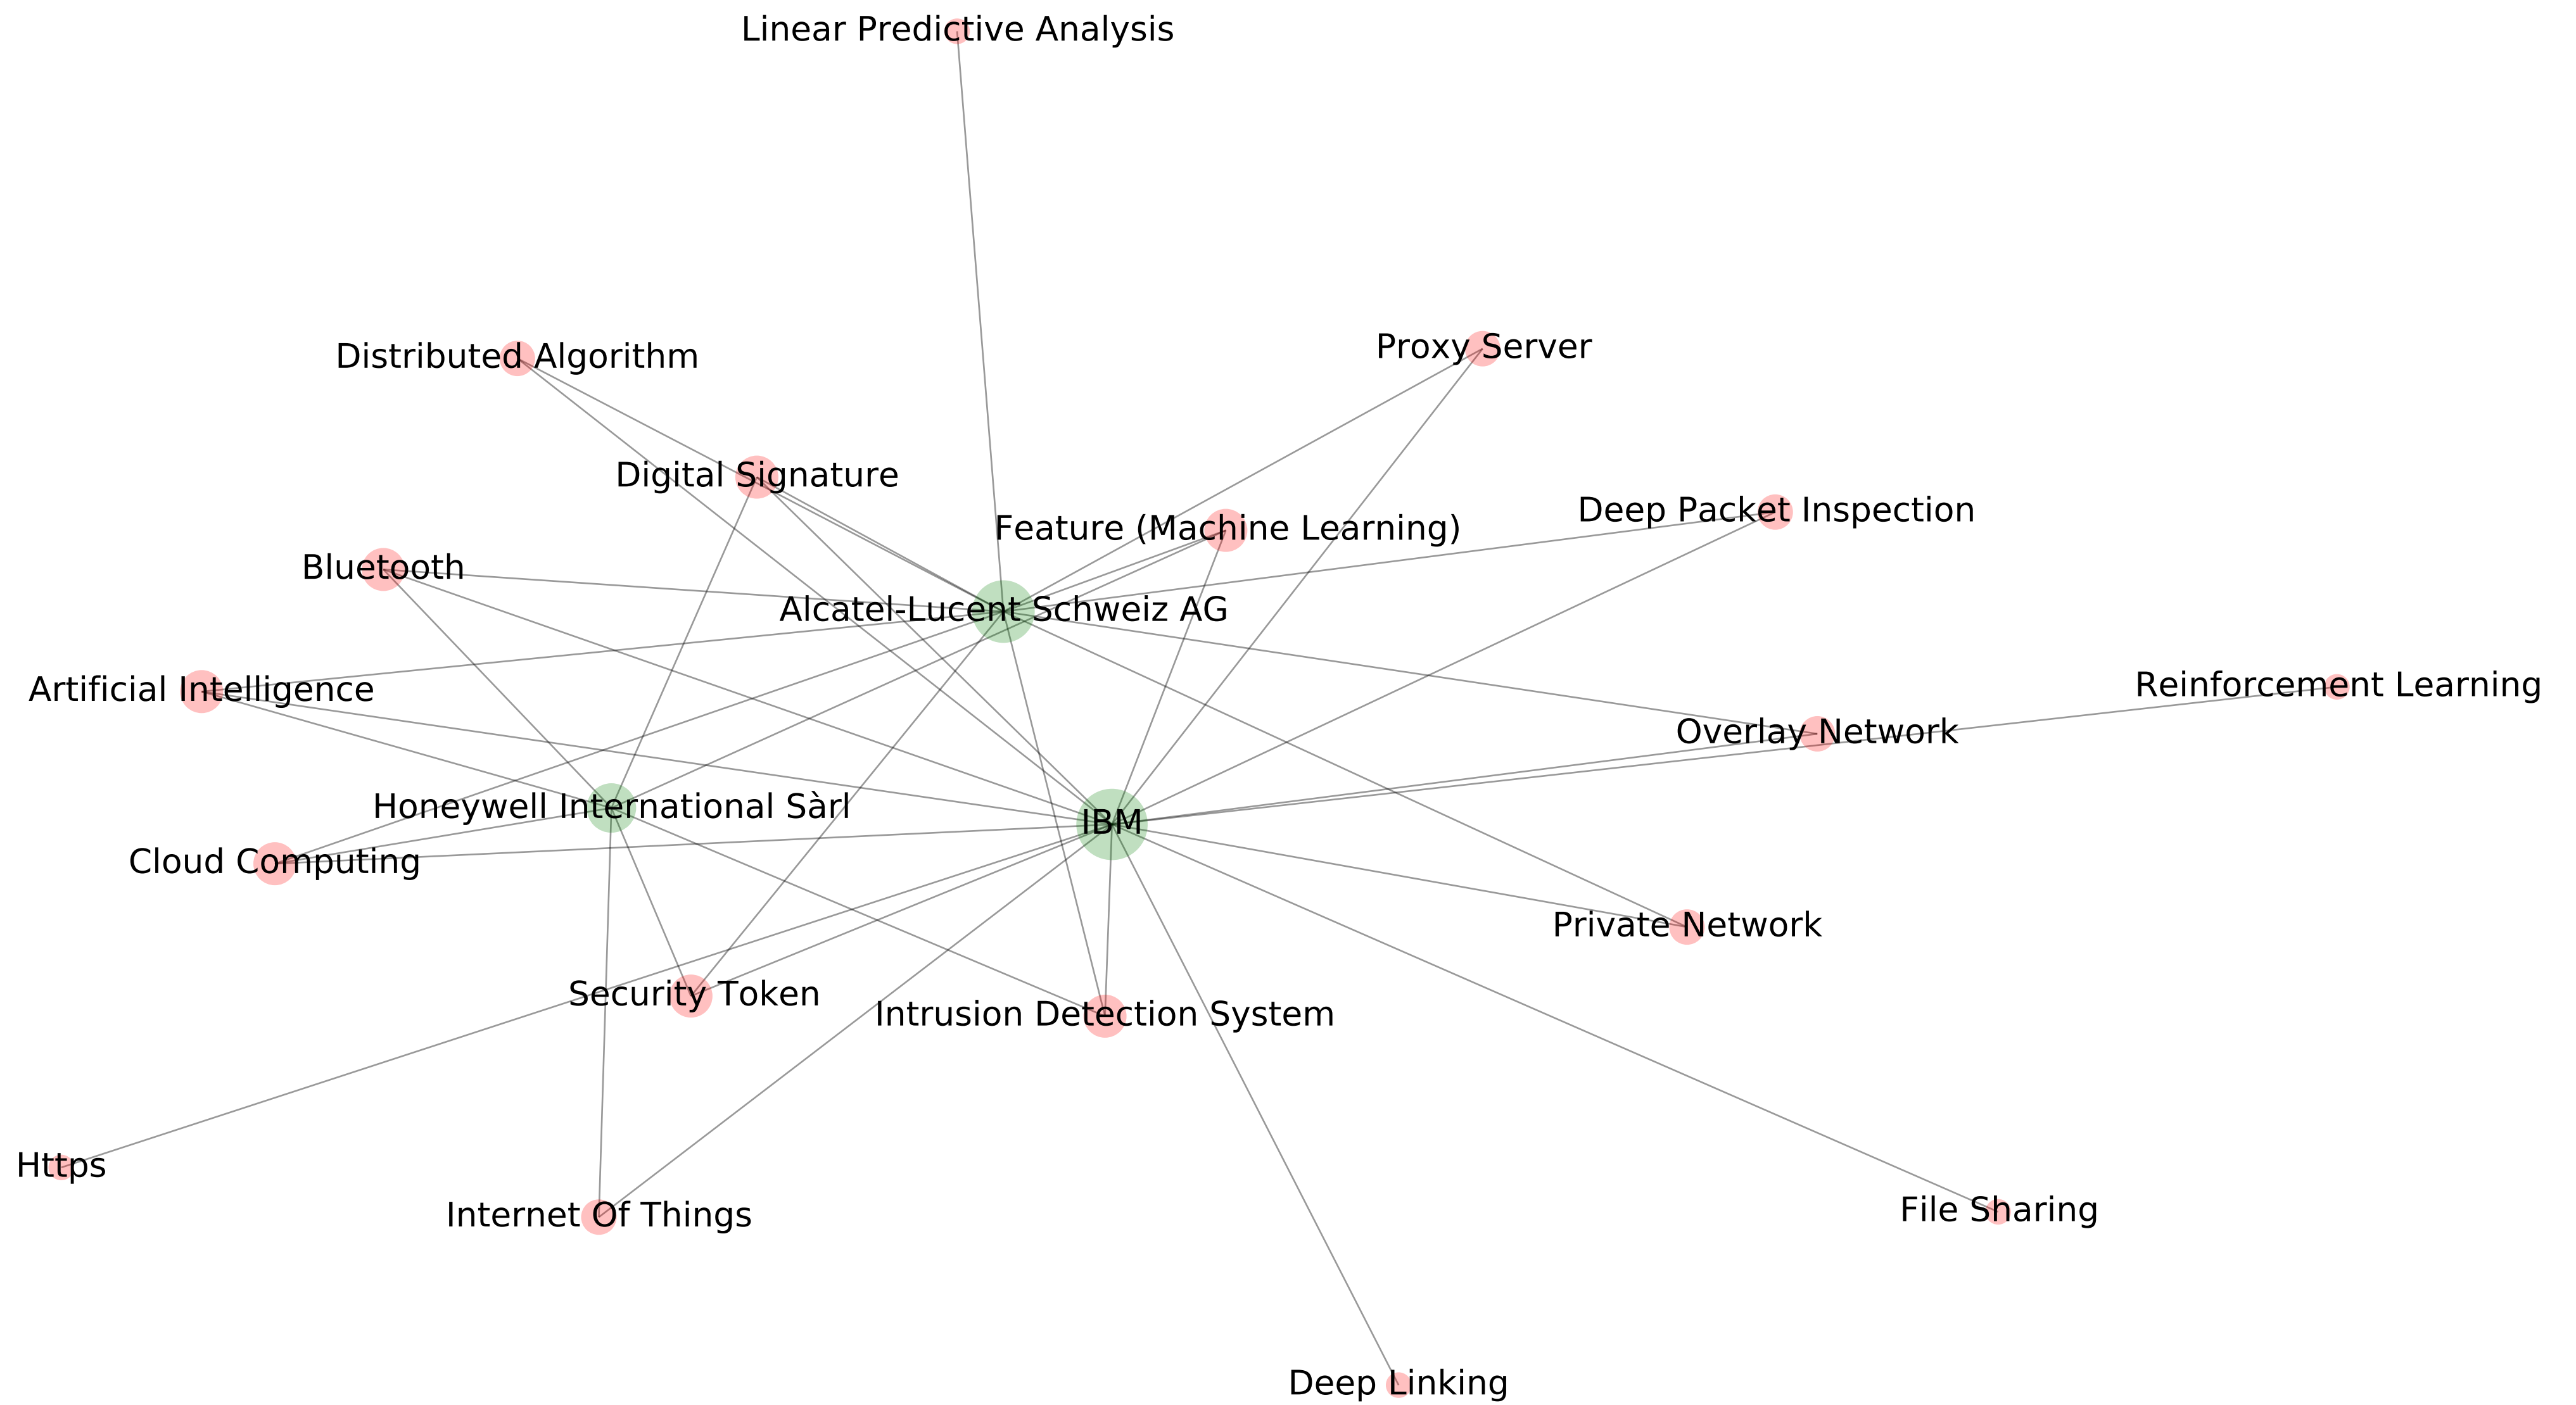 Linear Predictive Analysis
Proxy Server
Distributed Algorithm
Digital Signature
Deep Packet Inspection
Feature (Machine Learning)
Bluetooth
Alcatel-Lucent Schweiz AG
Reinforcement Learning
Artificial Intelligence
Overlay Network
Honeywell International Sàrl
IBM
Cloud Computing
Private Network
Security Token
Intrusion Detection System
Https
File Sharing
Internet Of Things
Deep Linking